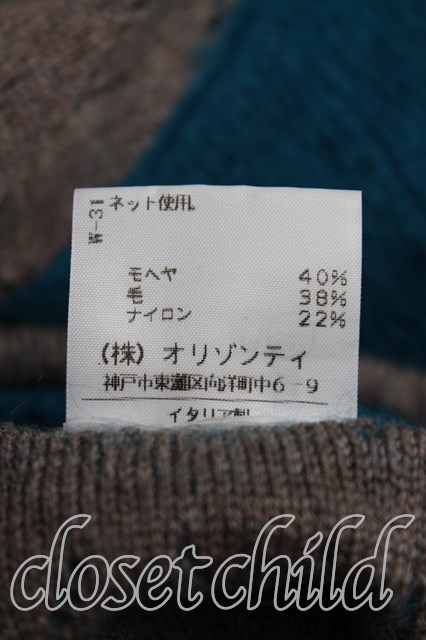 W-31
ネット使用。
モヘヤ 40%
毛 38%
ナイロン 22%
(株) オリゾンティ
神戸市東灘区向洋町中6-9
イタリア製
closet child